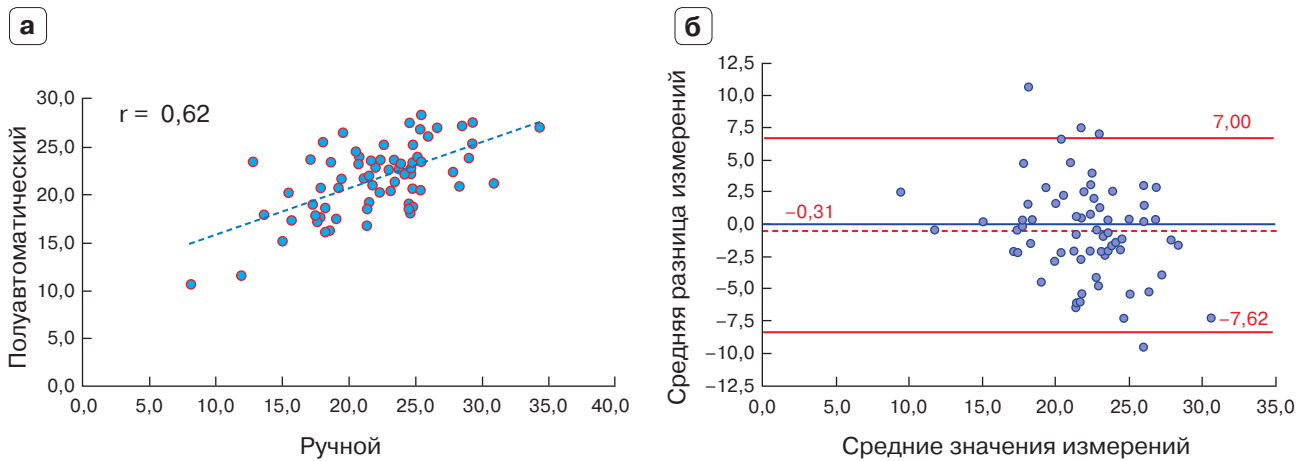 а
r = 0,62
Полуавтоматический
30,0
25,0
20,0
15,0
10,0
5,0
0,0
0,0 5,0 10,0 15,0 20,0 25,0 30,0 35,0 40,0
Ручной
б
Средняя разница измерений
12,5
10,0
7,5
5,0
2,5
0,0
−2,5
−5,0
−7,5
−10,0
−12,5
7,00
−0,31
−7,62
0,0 5,0 10,0 15,0 20,0 25,0 30,0 35,0
Средние значения измерений